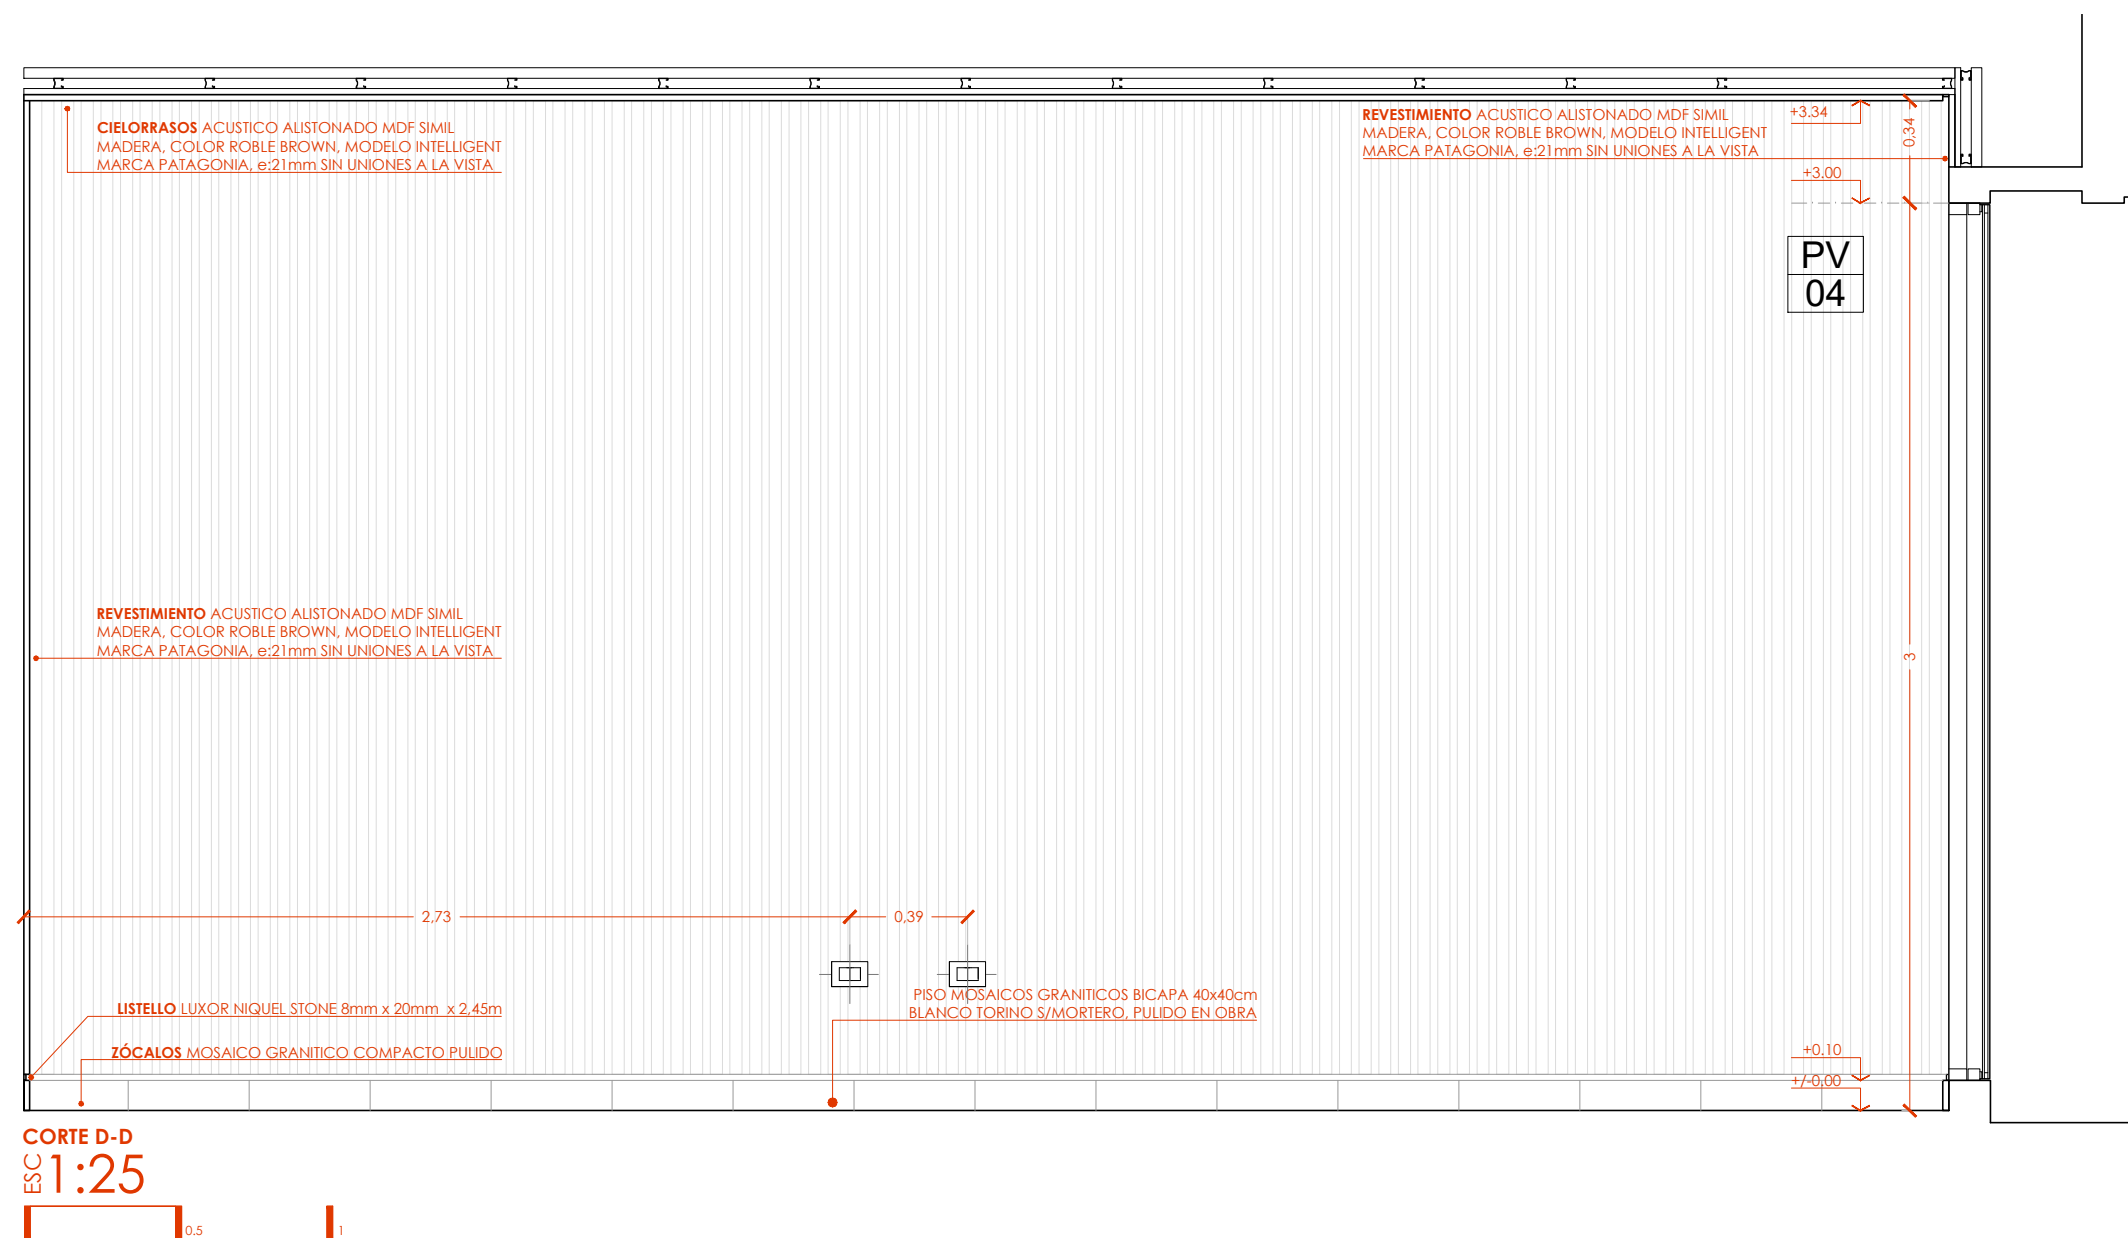 CIELORRASOS ACUSTICO ALISTONADO MDF SIMIL
MADERA, COLOR ROBLE BROWN, MODELO INTELLIGENT
MARCA PATAGONIA, e:21mm SIN UNIONES A LA VISTA
REVESTIMIENTO ACUSTICO ALISTONADO MDF SIMIL
MADERA, COLOR ROBLE BROWN, MODELO INTELLIGENT
MARCA PATAGONIA, e:21mm SIN UNIONES A LA VISTA
+3.34
0,34
+3.00
PV
04
REVESTIMIENTO ACUSTICO ALISTONADO MDF SIMIL
MADERA, COLOR ROBLE BROWN, MODELO INTELLIGENT
MARCA PATAGONIA, e:21mm SIN UNIONES A LA VISTA
3
2,73
0,39
LISTELLO LUXOR NIQUEL STONE 8mm x 20mm x 2,45m
PISO MOSAICOS GRANITICOS BICAPA 40x40cm
BLANCO TORINO S/MORTERO, PULIDO EN OBRA
ZÓCALOS MOSAICO GRANITICO COMPACTO PULIDO
+0.10
+/-0.00
CORTE D-D
ESC 1:25
0.5
1